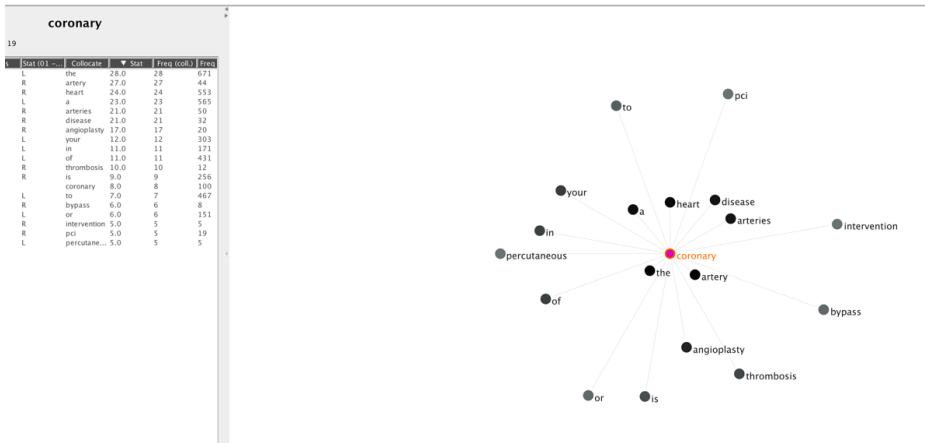 coronary
19
s Stat (01 -... Collocate ▼ Stat Freq (coll.) Freq
L the 28.0 28 671
R artery 27.0 27 44
R heart 24.0 24 553
L a 23.0 23 565
R arteries 21.0 21 50
R disease 21.0 21 32
R angioplasty 17.0 17 20
L your 12.0 12 303
L in 11.0 11 171
L of 11.0 11 431
R thrombosis 10.0 10 12
R is 9.0 9 256
coronary 8.0 8 100
L to 7.0 7 467
R bypass 6.0 6 8
L or 6.0 6 151
R intervention 5.0 5 5
R pci 5.0 5 19
L percutane... 5.0 5 5
pci
to
your
disease
heart
a
arteries
intervention
in
percutaneous
coronary
the
artery
of
bypass
angioplasty
thrombosis
or
is